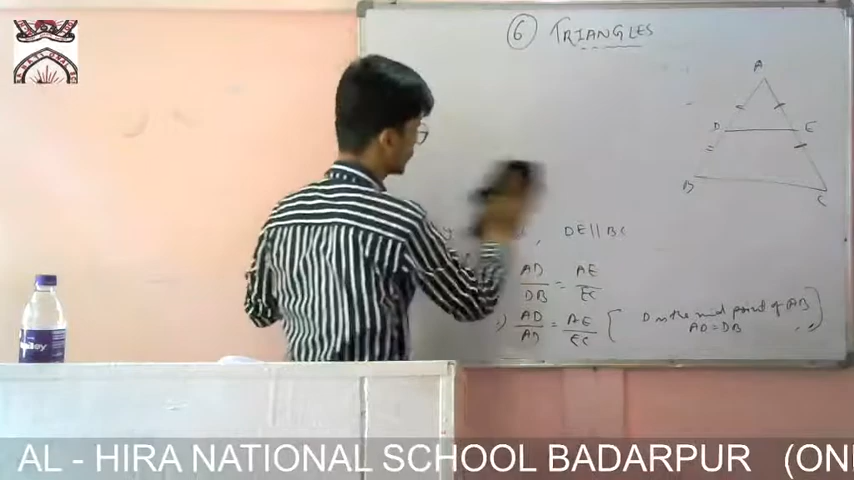 6 TRIANGLES
A
D E
B C
DE || BC
AD/DB = AE/EC
AD/AD = AE/EC [ D is the mid point of AB
AD = DB ]
AL - HIRA NATIONAL SCHOOL BADARPUR (ON